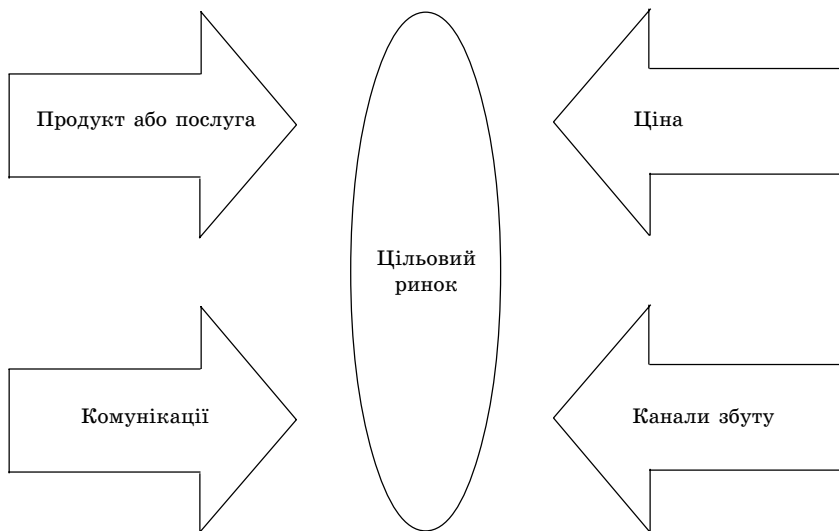 Продукт або послуга
Ціна
Цільовий
ринок
Комунікації
Канали збуту